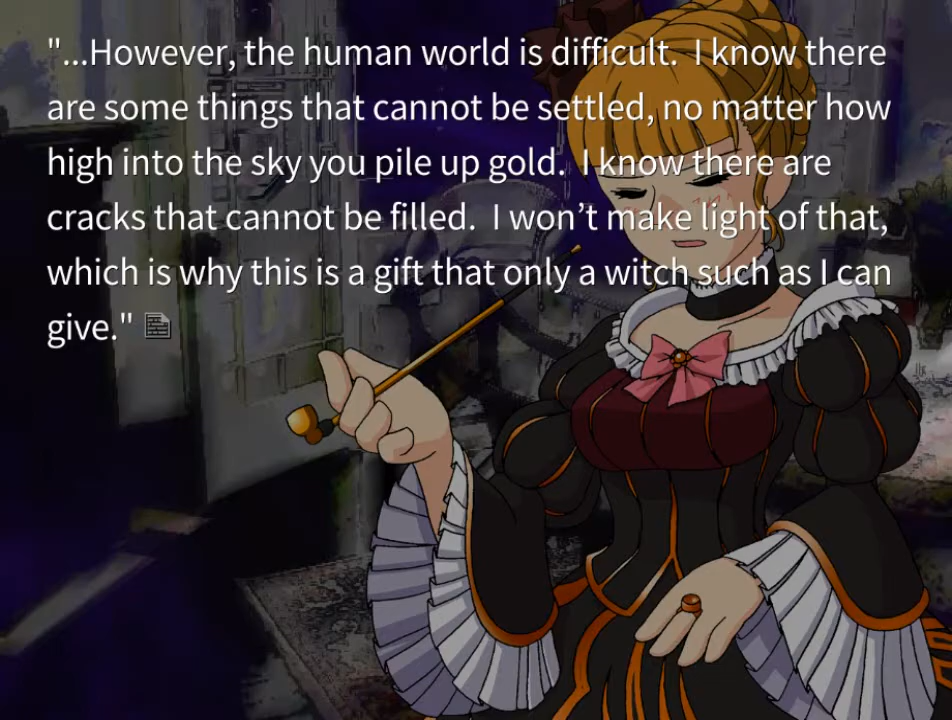 "...However, the human world is difficult.  I know there
are some things that cannot be settled, no matter how
high into the sky you pile up gold.  I know there are
cracks that cannot be filled.  I won’t make light of that,
which is why this is a gift that only a witch such as I can
give."